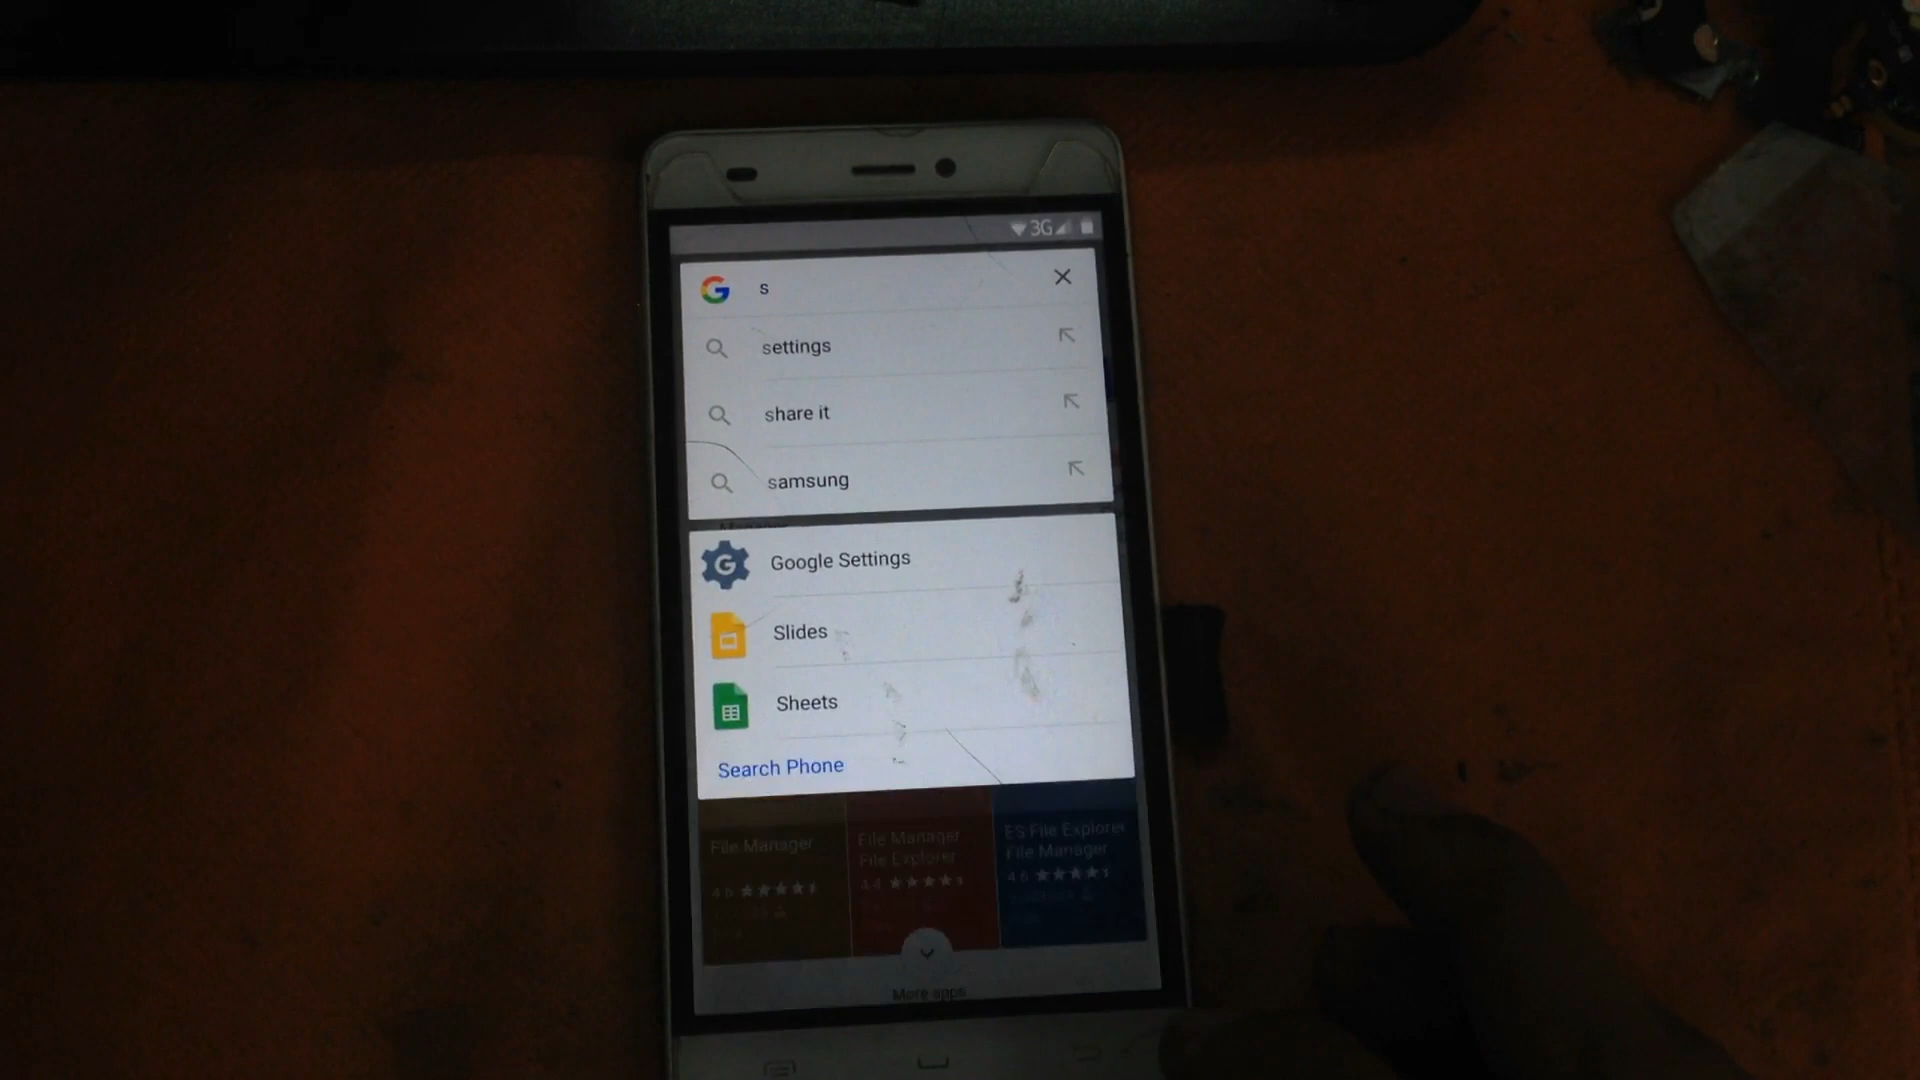 3G
s
settings
share it
samsung
Manager
Google Settings
Slides
Sheets
Search Phone
File Manager
File Manager
File Explorer
ES File Explorer
File Manager
4.6
4.4
4.6
More apps